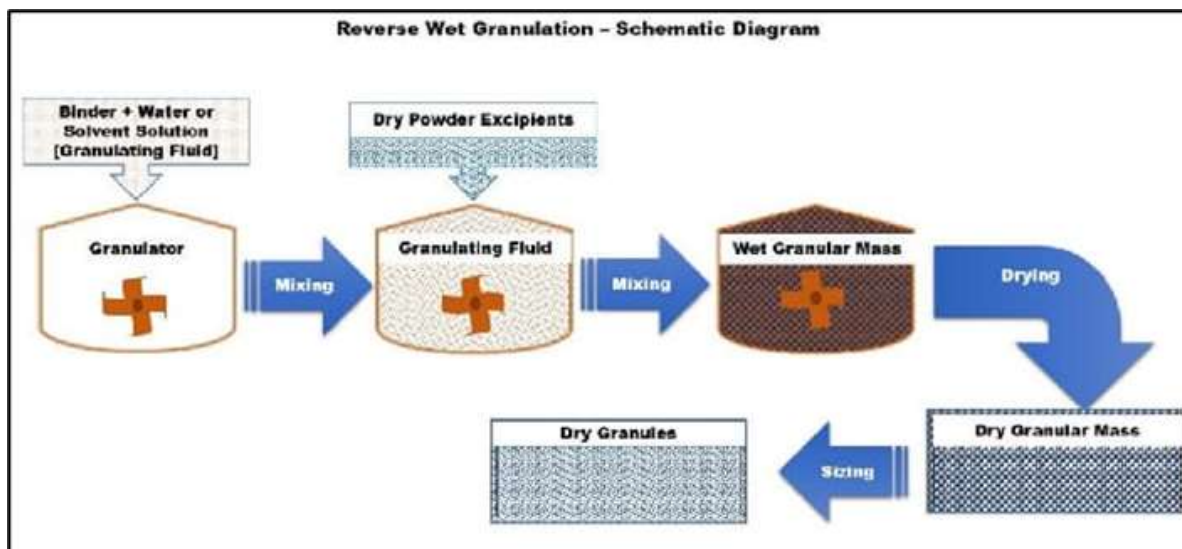 Reverse Wet Granulation – Schematic Diagram
Binder + Water or
Solvent Solution
[Granulating Fluid]
Dry Powder Excipients
Granulator
Mixing
Granulating Fluid
Mixing
Wet Granular Mass
Drying
Dry Granular Mass
Sizing
Dry Granules